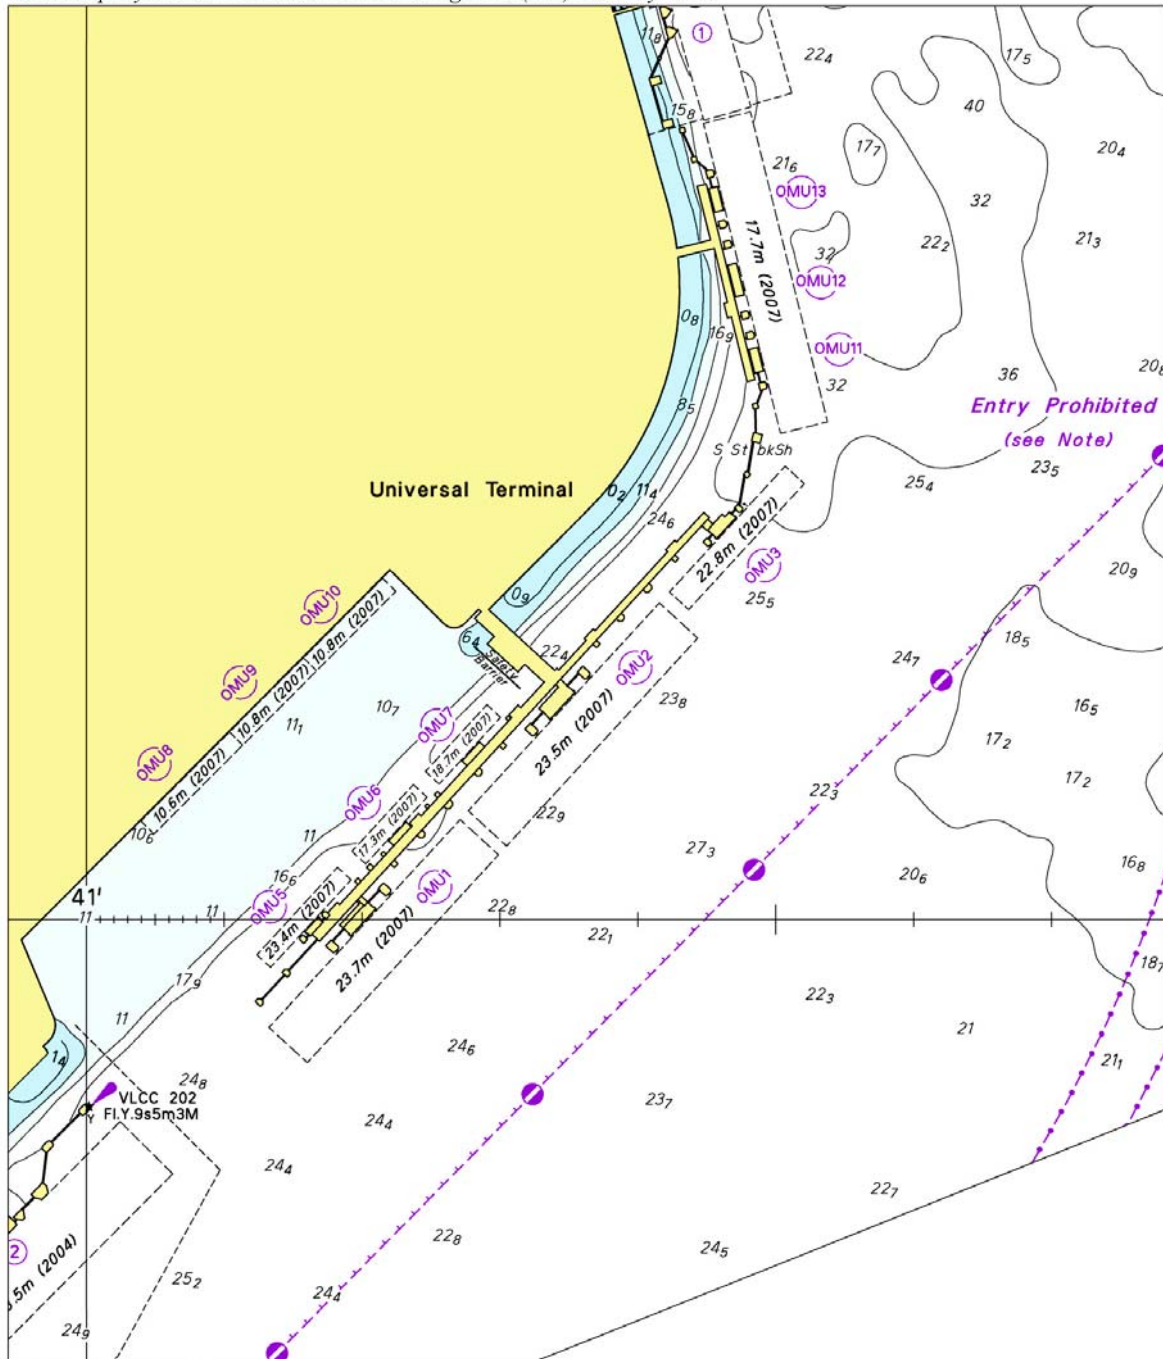 11₈
1
22₄
17₅
40
15₈
17₇
20₄
21₆
OMU13
32
17.7m (2007)
22₂
21₃
32
OMU12
0₈
16₉
OMU11
32
36
20₈
8₅
Entry Prohibited
(see Note)
S St bkSh
23₅
25₄
Universal Terminal
0₂
11₄
24₆
22.8m (2007)
OMU3
20₉
0₉
25₅
OMU10
10.8m (2007)
6₄
Safety
Barrier
22₄
18₅
24₇
OMU2
OMU9
10.8m (2007)
23₈
10₇
11₁
OMU7
18.7m (2007)
23.5m (2007)
16₅
17₂
OMU8
10.6m (2007)
17₂
22₃
OMU6
22₉
10₆
11
17.3m (2007)
27₃
16₈
20₆
16₆
OMU1
41'
OMU5
22₈
11
11
23.4m (2007)
22₁
18₇
23.7m (2007)
17₉
22₃
11
21
24₆
1₄
21₁
24₈
VLCC 202
Fl.Y.9s5m3M
Y
23₇
24₄
24₄
22₇
22₈
24₅
2
.5m (2004)
25₂
24₄
24₉